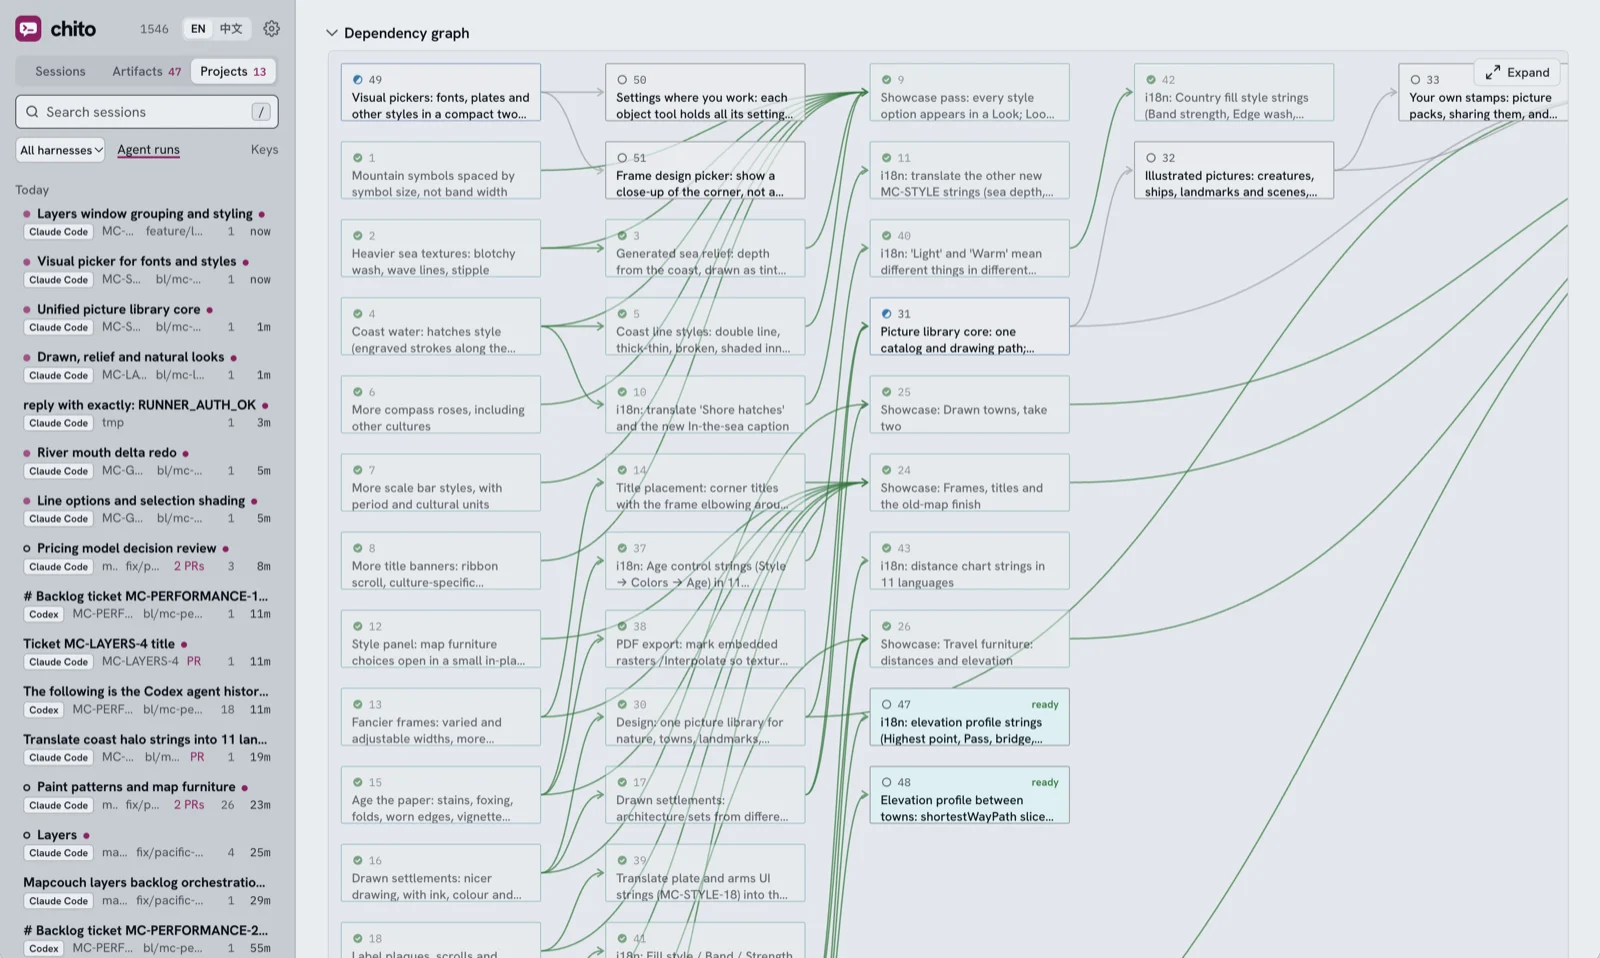 chito
1546
EN
中文
Sessions
Artifacts 47
Projects 13
Search sessions
/
All harnesses
Agent runs
Keys
Today
Layers window grouping and styling
Claude Code MC-... feature/l... 1 now
Visual picker for fonts and styles
Claude Code MC-S... bl/mc-... 1 now
Unified picture library core
Claude Code MC-S... bl/mc-... 1 1m
Drawn, relief and natural looks
Claude Code MC-LA... bl/mc-l... 1 1m
reply with exactly: RUNNER_AUTH_OK
Claude Code tmp 1 3m
River mouth delta redo
Claude Code MC-G... bl/mc-... 1 5m
Line options and selection shading
Claude Code MC-G... bl/mc-... 1 5m
Pricing model decision review
Claude Code m.. fix/p... 2 PRs 3 8m
# Backlog ticket MC-PERFORMANCE-1...
Codex MC-PERF... bl/mc-pe... 1 11m
Ticket MC-LAYERS-4 title
Claude Code MC-LAYERS-4 PR 1 11m
The following is the Codex agent histor...
Codex MC-PERF... bl/mc-pe... 18 11m
Translate coast halo strings into 11 lan...
Claude Code MC-... bl/m... PR 1 19m
Paint patterns and map furniture
Claude Code m.. fix/p... 2 PRs 26 23m
Layers
Claude Code ma... fix/pacific-... 4 25m
Mapcouch layers backlog orchestratio...
Claude Code ma... fix/pacific-... 1 29m
# Backlog ticket MC-PERFORMANCE-2...
Codex MC-PERF... bl/mc-pe... 1 55m
Dependency graph
Expand
49
Visual pickers: fonts, plates and
other styles in a compact two...
1
Mountain symbols spaced by
symbol size, not band width
2
Heavier sea textures: blotchy
wash, wave lines, stipple
4
Coast water: hatches style
(engraved strokes along the...
6
More compass roses, including
other cultures
7
More scale bar styles, with
period and cultural units
8
More title banners: ribbon
scroll, culture-specific...
12
Style panel: map furniture
choices open in a small in-pla...
13
Fancier frames: varied and
adjustable widths, more...
15
Age the paper: stains, foxing,
folds, worn edges, vignette...
16
Drawn settlements: nicer
drawing, with ink, colour and...
18
Label plaques, scrolls and
50
Settings where you work: each
object tool holds all its setting...
51
Frame design picker: show a
close-up of the corner, not a...
3
Generated sea relief: depth
from the coast, drawn as tint...
5
Coast line styles: double line,
thick-thin, broken, shaded inn...
10
i18n: translate 'Shore hatches'
and the new In-the-sea caption
14
Title placement: corner titles
with the frame elbowing arou...
37
i18n: Age control strings (Style
→ Colors → Age) in 11...
38
PDF export: mark embedded
rasters /Interpolate so textur...
30
Design: one picture library for
nature, towns, landmarks,...
17
Drawn settlements:
architecture sets from differe...
39
Translate plate and arms UI
strings (MC-STYLE-18) into th...
41
i18n: Fill style / Band / Strength
9
Showcase pass: every style
option appears in a Look; Loo...
11
i18n: translate the other new
MC-STYLE strings (sea depth,...
40
i18n: 'Light' and 'Warm' mean
different things in different...
31
Picture library core: one
catalog and drawing path;...
25
Showcase: Drawn towns, take
two
24
Showcase: Frames, titles and
the old-map finish
43
i18n: distance chart strings in
11 languages
26
Showcase: Travel furniture:
distances and elevation
47 ready
i18n: elevation profile strings
(Highest point, Pass, bridge,...
48 ready
Elevation profile between
towns: shortestWayPath slice...
42
i18n: Country fill style strings
(Band strength, Edge wash,...
32
Illustrated pictures: creatures,
ships, landmarks and scenes,...
33
Your own stamps: picture
packs, sharing them, and...